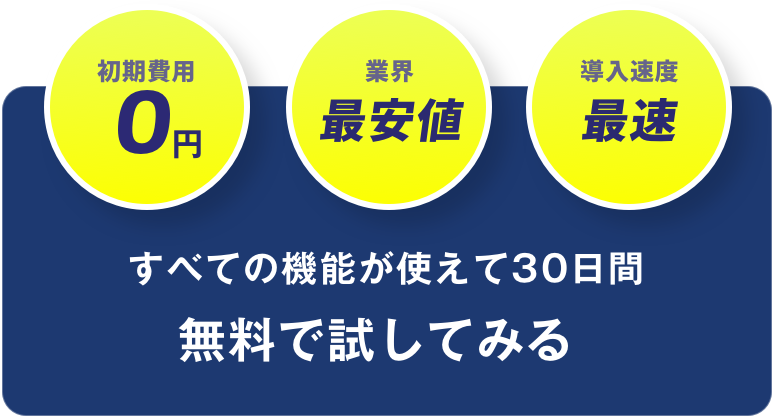 初期費用
0円
業界
最安値
導入速度
最速
すべての機能が使えて30日間
無料で試してみる